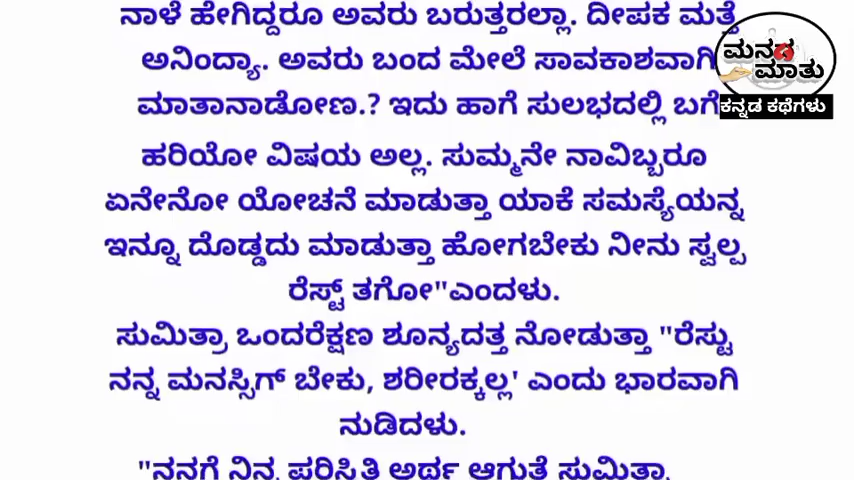 ನಾಳೆ ಹೇಗಿದ್ದರೂ ಅವರು ಬರುತ್ತರಲ್ಲಾ. ದೀಪಕ ಮತ್ತೆ
ಅನಿಂದ್ಯಾ. ಅವರು ಬಂದ ಮೇಲೆ ಸಾವಕಾಶವಾಗಿ
ಮಾತಾನಾಡೋಣ.? ಇದು ಹಾಗೆ ಸುಲಭದಲ್ಲಿ ಬಗೆ
ಹರಿಯೋ ವಿಷಯ ಅಲ್ಲ. ಸುಮ್ಮನೇ ನಾವಿಬ್ಬರೂ
ಏನೇನೋ ಯೋಚನೆ ಮಾಡುತ್ತಾ ಯಾಕೆ ಸಮಸ್ಯೆಯನ್ನ
ಇನ್ನೂ ದೊಡ್ಡದು ಮಾಡುತ್ತಾ ಹೋಗಬೇಕು ನೀನು ಸ್ವಲ್ಪ
ರೆಸ್ಟ್ ತಗೋ"ಎಂದಳು.
ಸುಮಿತ್ರಾ ಒಂದರೆಕ್ಷಣ ಶೂನ್ಯದತ್ತ ನೋಡುತ್ತಾ "ರೆಸ್ಟು
ನನ್ನ ಮನಸ್ಸಿಗ್ ಬೇಕು, ಶರೀರಕ್ಕಲ್ಲ' ಎಂದು ಭಾರವಾಗಿ
ನುಡಿದಳು.
"ನನಗೆ ನಿನ್ನ ಪರಿಸ್ಥಿತಿ ಅರ್ಥ ಆಗುತ್ತೆ ಸುಮಿತ್ರಾ.
ಮನದ
ಮಾತು
ಕನ್ನಡ ಕಥೆಗಳು